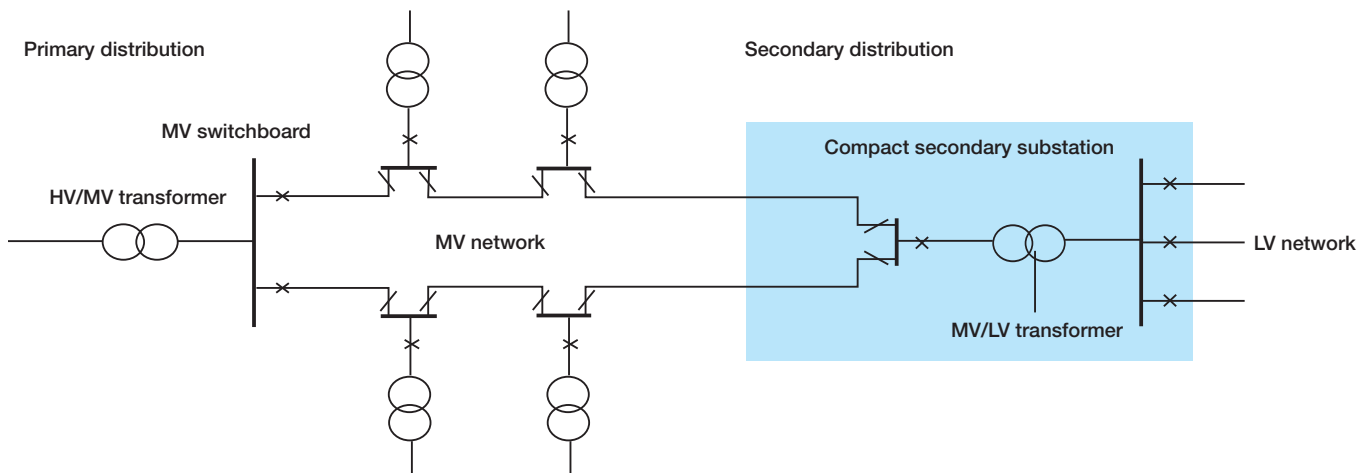 Primary distribution
Secondary distribution
MV switchboard
Compact secondary substation
HV/MV transformer
MV network
LV network
MV/LV transformer